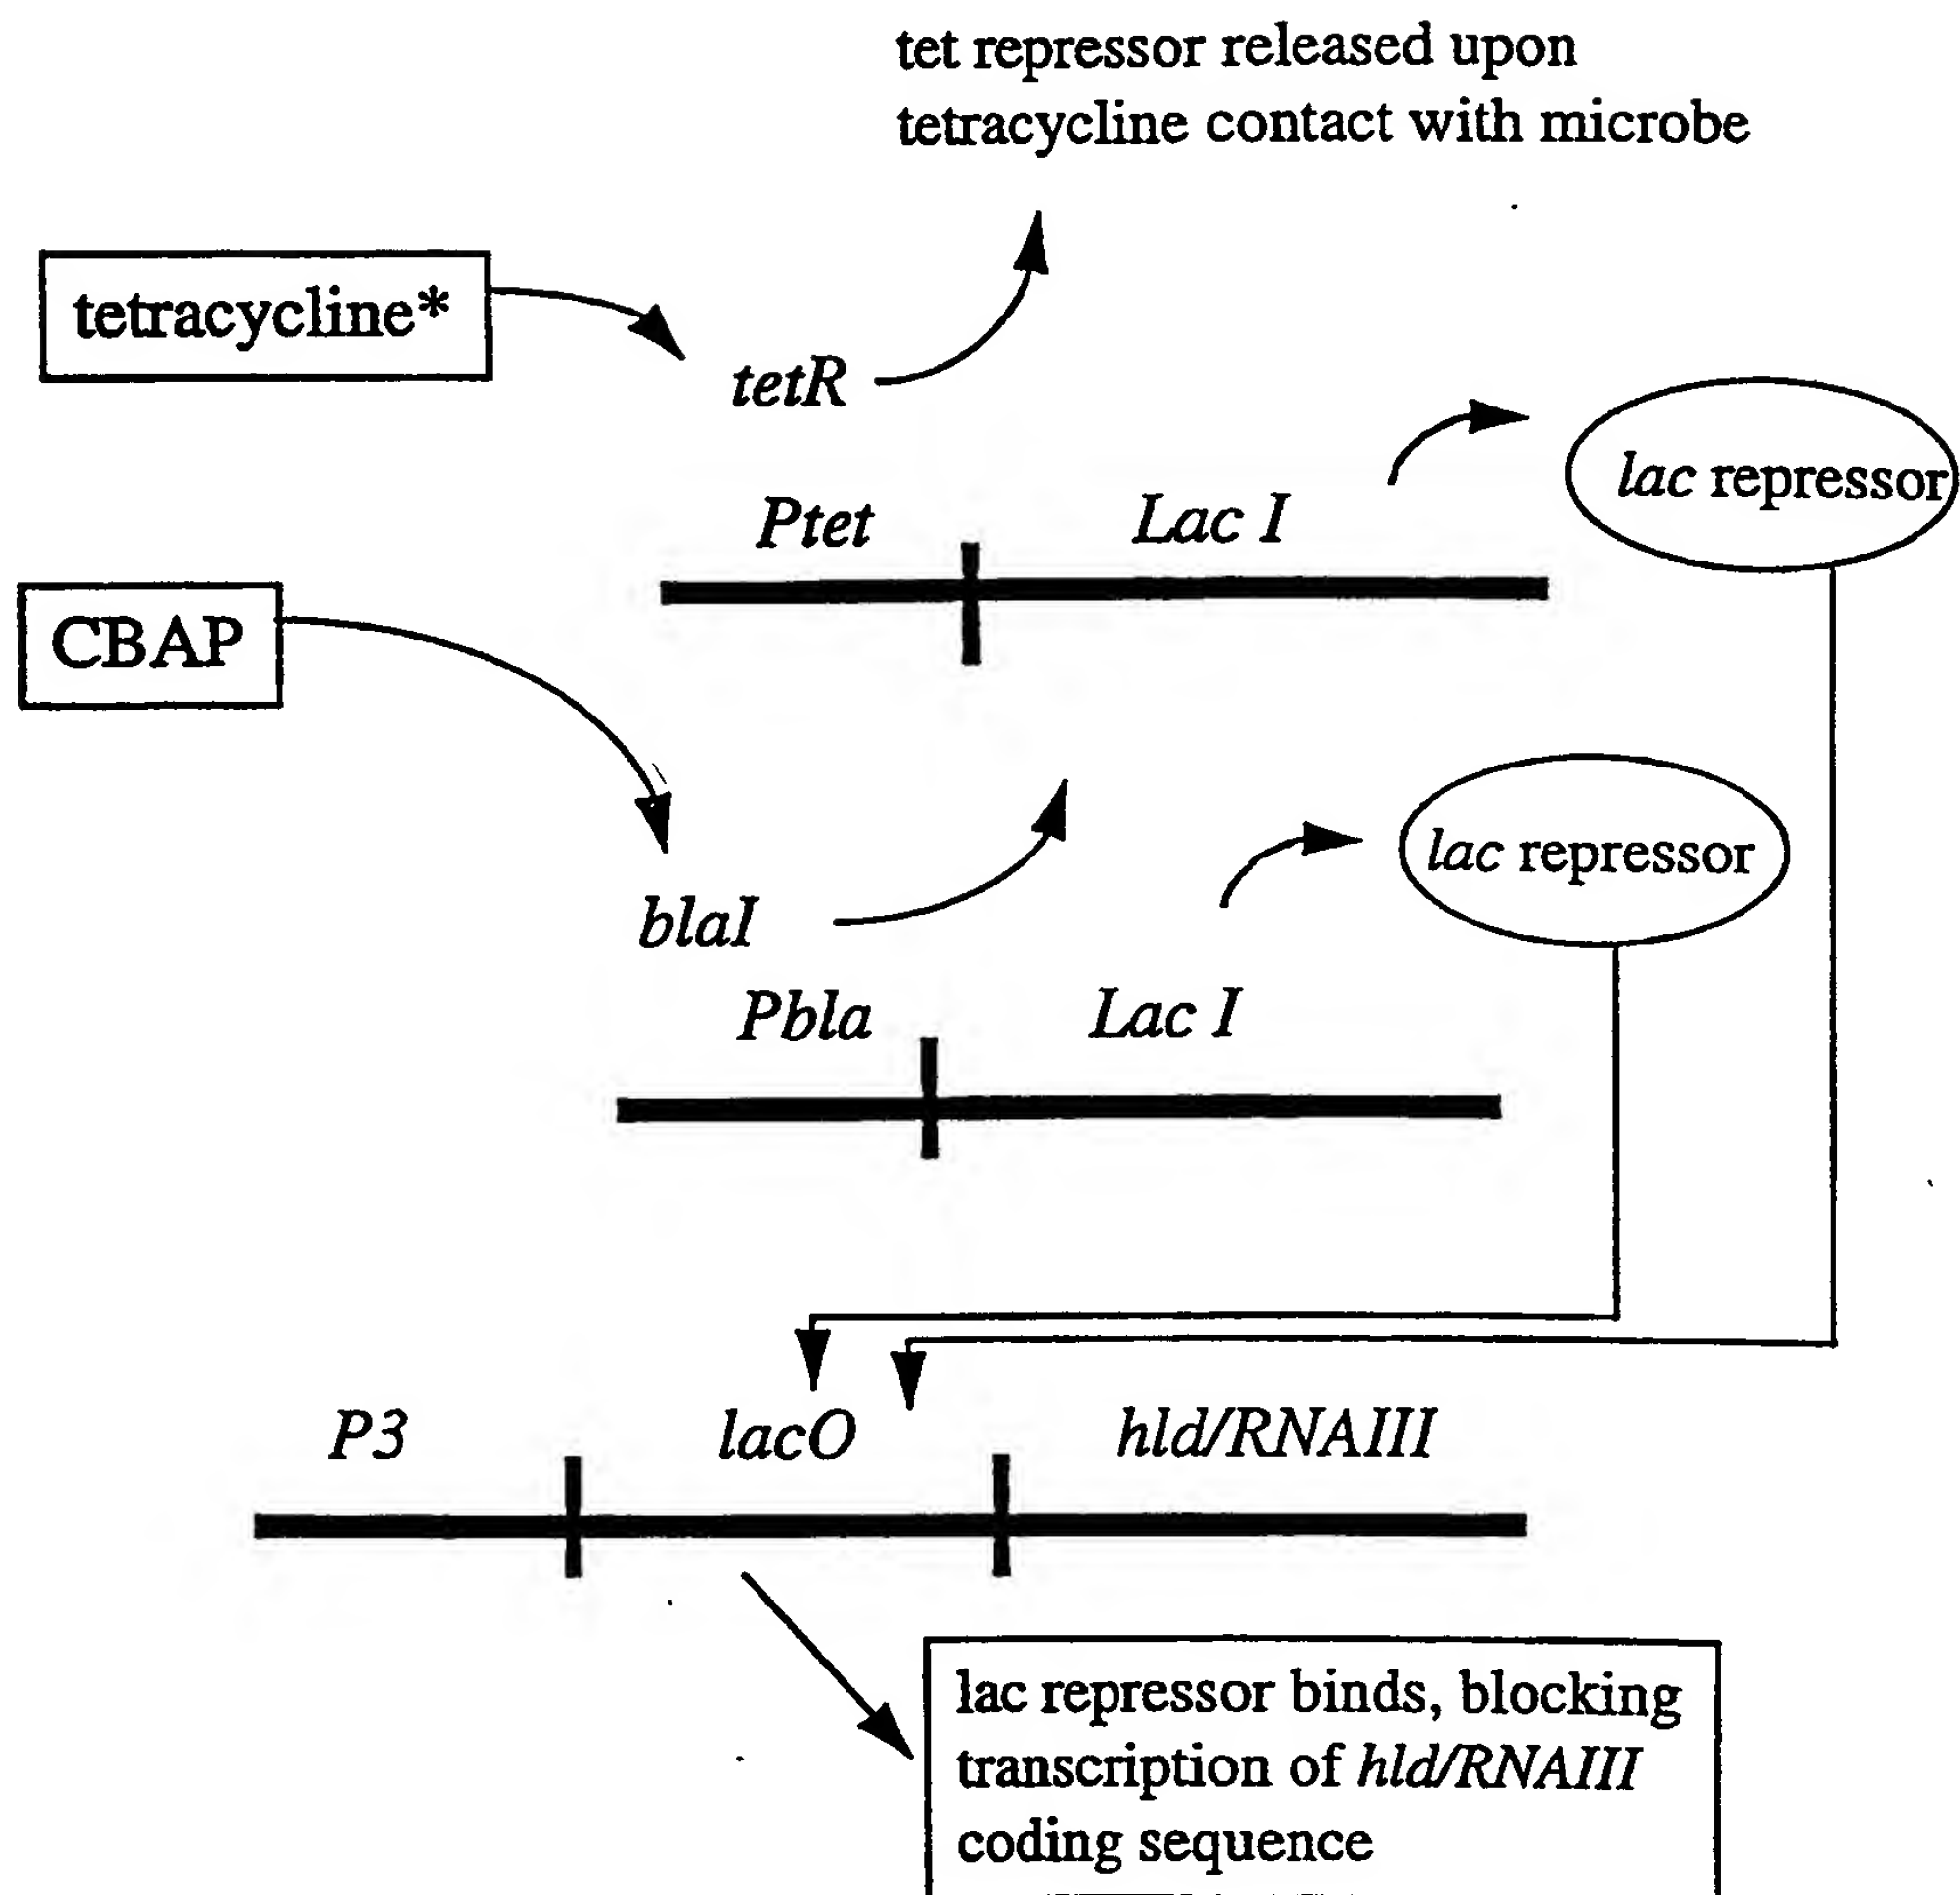 tet repressor released upon
tetracycline contact with microbe
tetracycline*
tetR
lac repressor
Ptet
Lac I
CBAP
lac repressor
blaI
Pbla
Lac I
P3
lacO
hld/RNAIII
lac repressor binds, blocking
transcription of hld/RNAIII
coding sequence